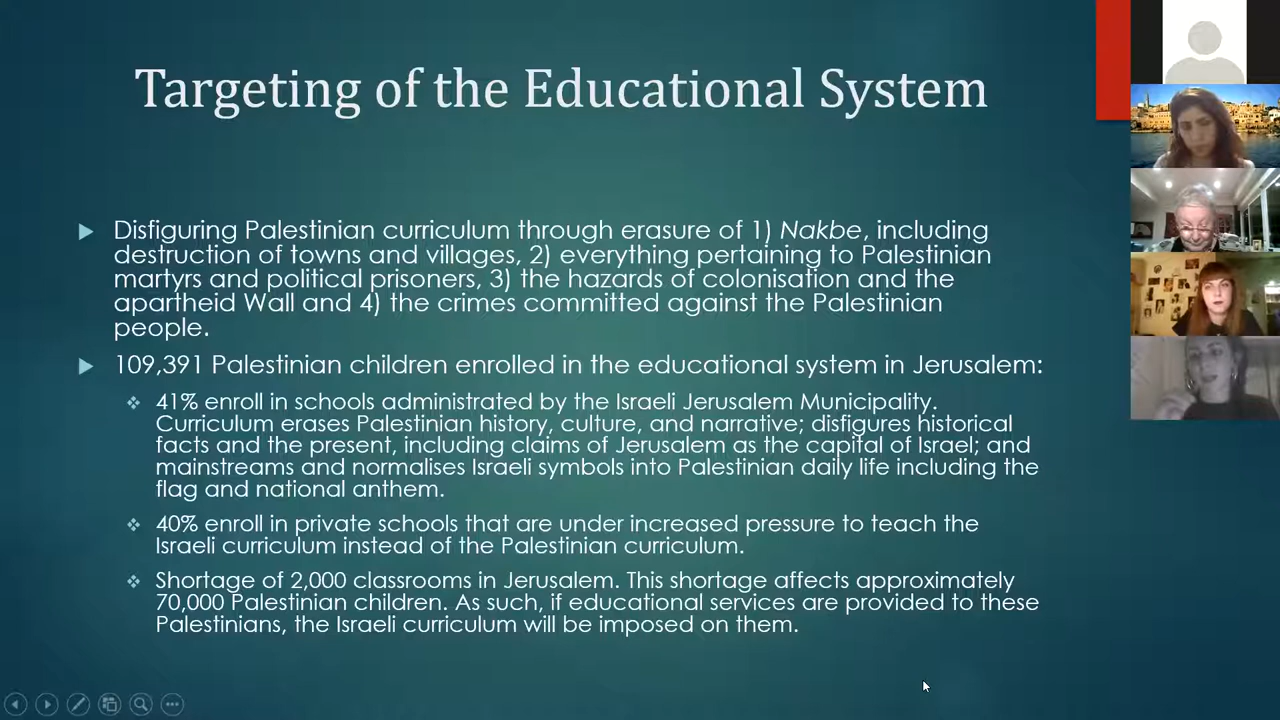 Targeting of the Educational System
Disfiguring Palestinian curriculum through erasure of 1) Nakbe, including
destruction of towns and villages, 2) everything pertaining to Palestinian
martyrs and political prisoners, 3) the hazards of colonisation and the
apartheid Wall and 4) the crimes committed against the Palestinian
people.
109,391 Palestinian children enrolled in the educational system in Jerusalem:
41% enroll in schools administrated by the Israeli Jerusalem Municipality.
Curriculum erases Palestinian history, culture, and narrative; disfigures historical
facts and the present, including claims of Jerusalem as the capital of Israel; and
mainstreams and normalises Israeli symbols into Palestinian daily life including the
flag and national anthem.
40% enroll in private schools that are under increased pressure to teach the
Israeli curriculum instead of the Palestinian curriculum.
Shortage of 2,000 classrooms in Jerusalem. This shortage affects approximately
70,000 Palestinian children. As such, if educational services are provided to these
Palestinians, the Israeli curriculum will be imposed on them.